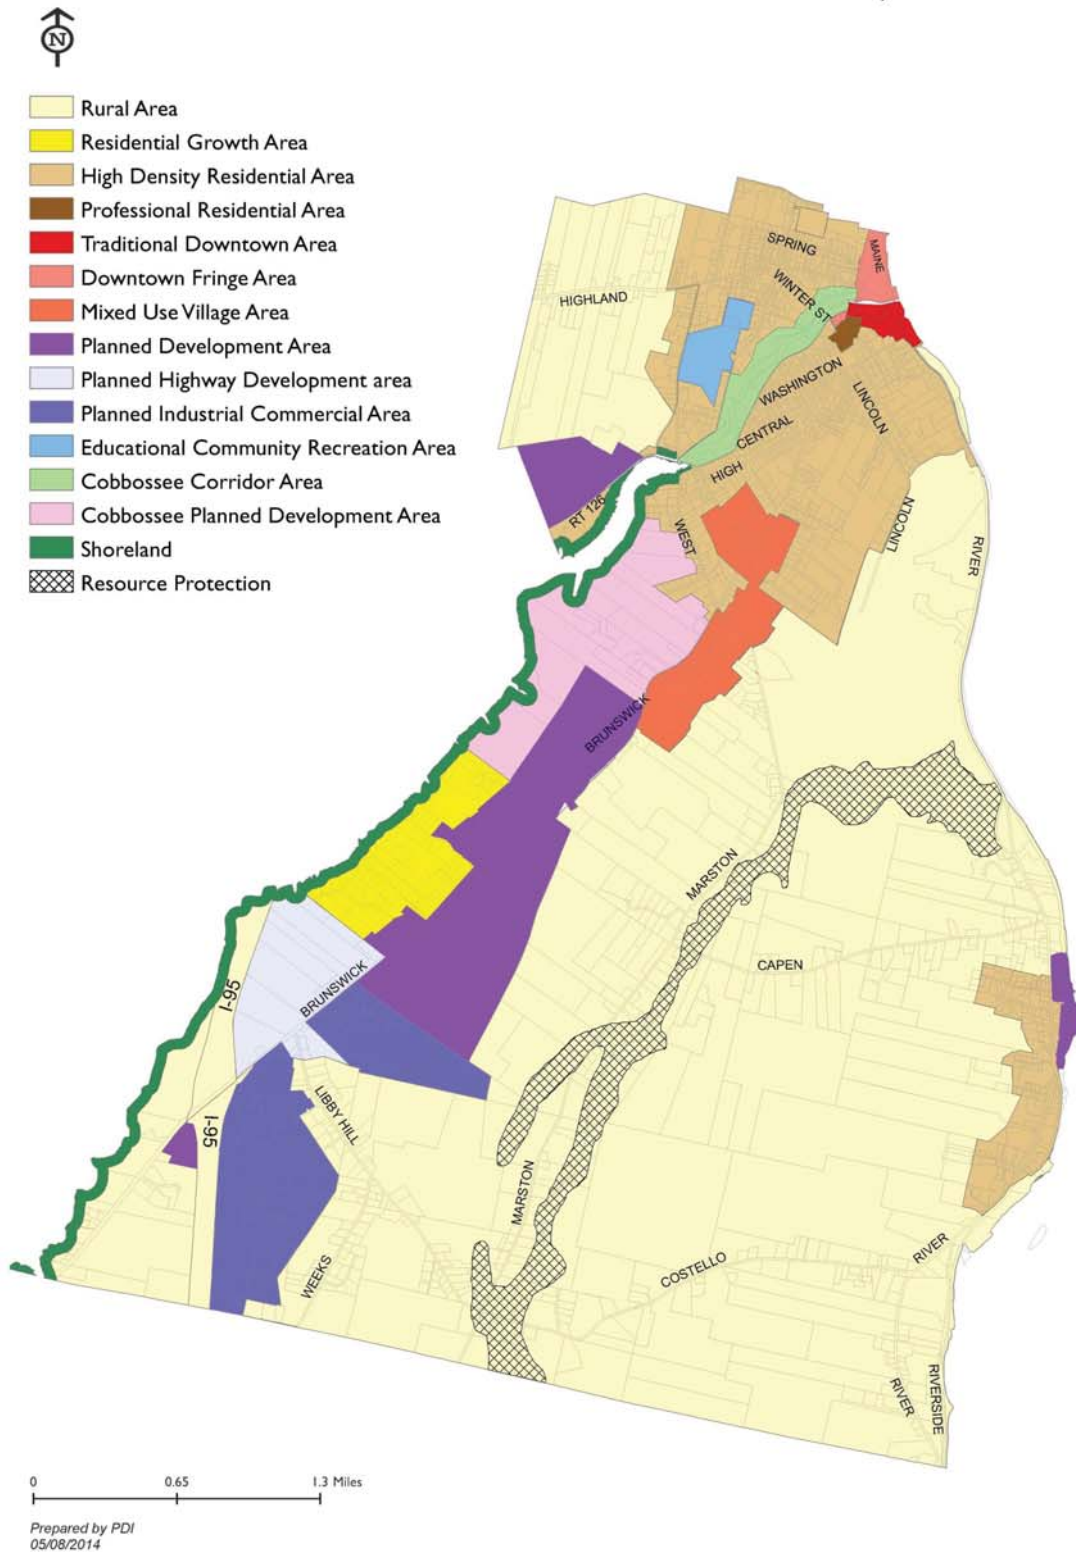 N
Rural Area
Residential Growth Area
High Density Residential Area
Professional Residential Area
Traditional Downtown Area
Downtown Fringe Area
Mixed Use Village Area
Planned Development Area
Planned Highway Development area
Planned Industrial Commercial Area
Educational Community Recreation Area
Cobbossee Corridor Area
Cobbossee Planned Development Area
Shoreland
Resource Protection
SPRING
MAINE
HIGHLAND
WINTER ST
WASHINGTON
LINCOLN
CENTRAL
HIGH
RT 126
WEST
LINCOLN
RIVER
BRUNSWICK
MARSTON
CAPEN
I-95
BRUNSWICK
LIBBY HILL
I-95
MARSTON
WEEKS
COSTELLO
RIVER
RIVER
RIVERSIDE
0 0.65 1.3 Miles
Prepared by PDI
05/08/2014